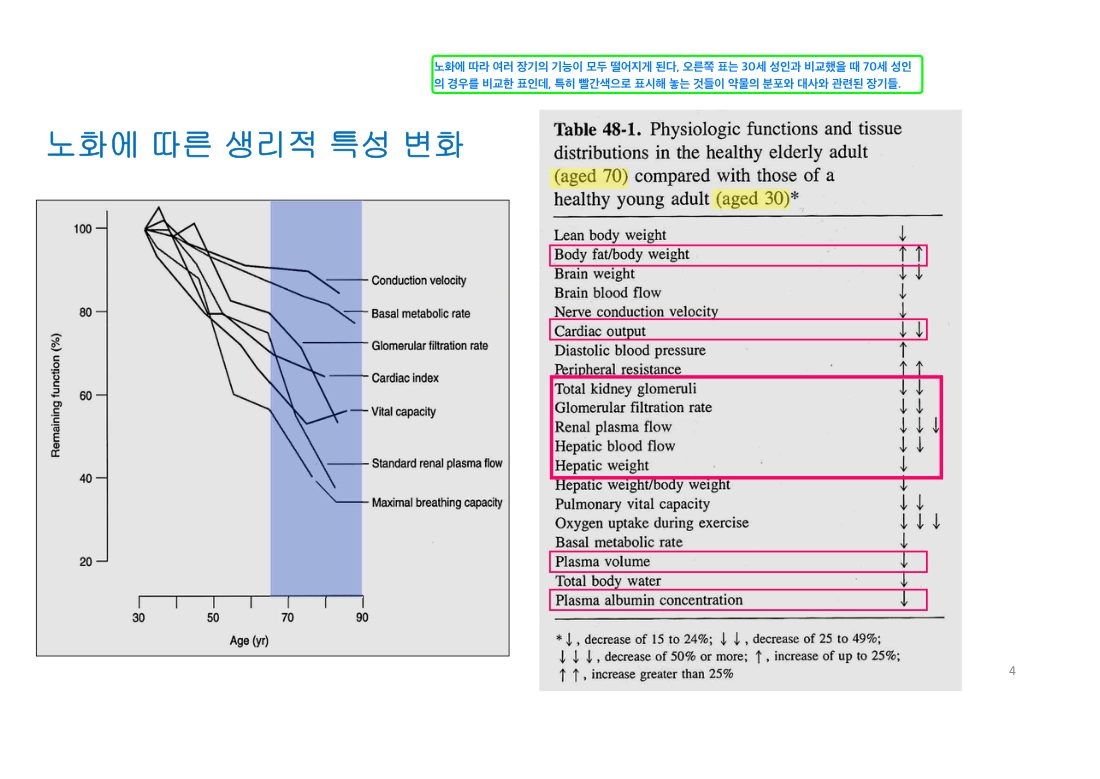 노화에 따라 여러 장기의 기능이 모두 떨어지게 된다, 오른쪽 표는 30세 성인과 비교했을 때 70세 성인
의 경우를 비교한 표인데, 특히 빨간색으로 표시해 놓는 것들이 약물의 분포와 대사와 관련된 장기들.
노화에 따른 생리적 특성 변화
100
80
60
40
20
Remaining function (%)
30
50
70
90
Age (yr)
Conduction velocity
Basal metabolic rate
Glomerular filtration rate
Cardiac index
Vital capacity
Standard renal plasma flow
Maximal breathing capacity
Table 48-1. Physiologic functions and tissue
distributions in the healthy elderly adult
(aged 70) compared with those of a
healthy young adult (aged 30)*
Lean body weight ↓
Body fat/body weight ↑ ↑
Brain weight ↓ ↓
Brain blood flow ↓
Nerve conduction velocity ↓
Cardiac output ↓ ↓
Diastolic blood pressure ↑
Peripheral resistance ↑ ↑
Total kidney glomeruli ↓ ↓
Glomerular filtration rate ↓ ↓
Renal plasma flow ↓ ↓ ↓
Hepatic blood flow ↓ ↓
Hepatic weight ↓
Hepatic weight/body weight ↓
Pulmonary vital capacity ↓ ↓
Oxygen uptake during exercise ↓ ↓ ↓
Basal metabolic rate ↓
Plasma volume ↓
Total body water ↓
Plasma albumin concentration ↓
*↓, decrease of 15 to 24%; ↓ ↓, decrease of 25 to 49%;
↓ ↓ ↓, decrease of 50% or more; ↑, increase of up to 25%;
↑ ↑, increase greater than 25%
4